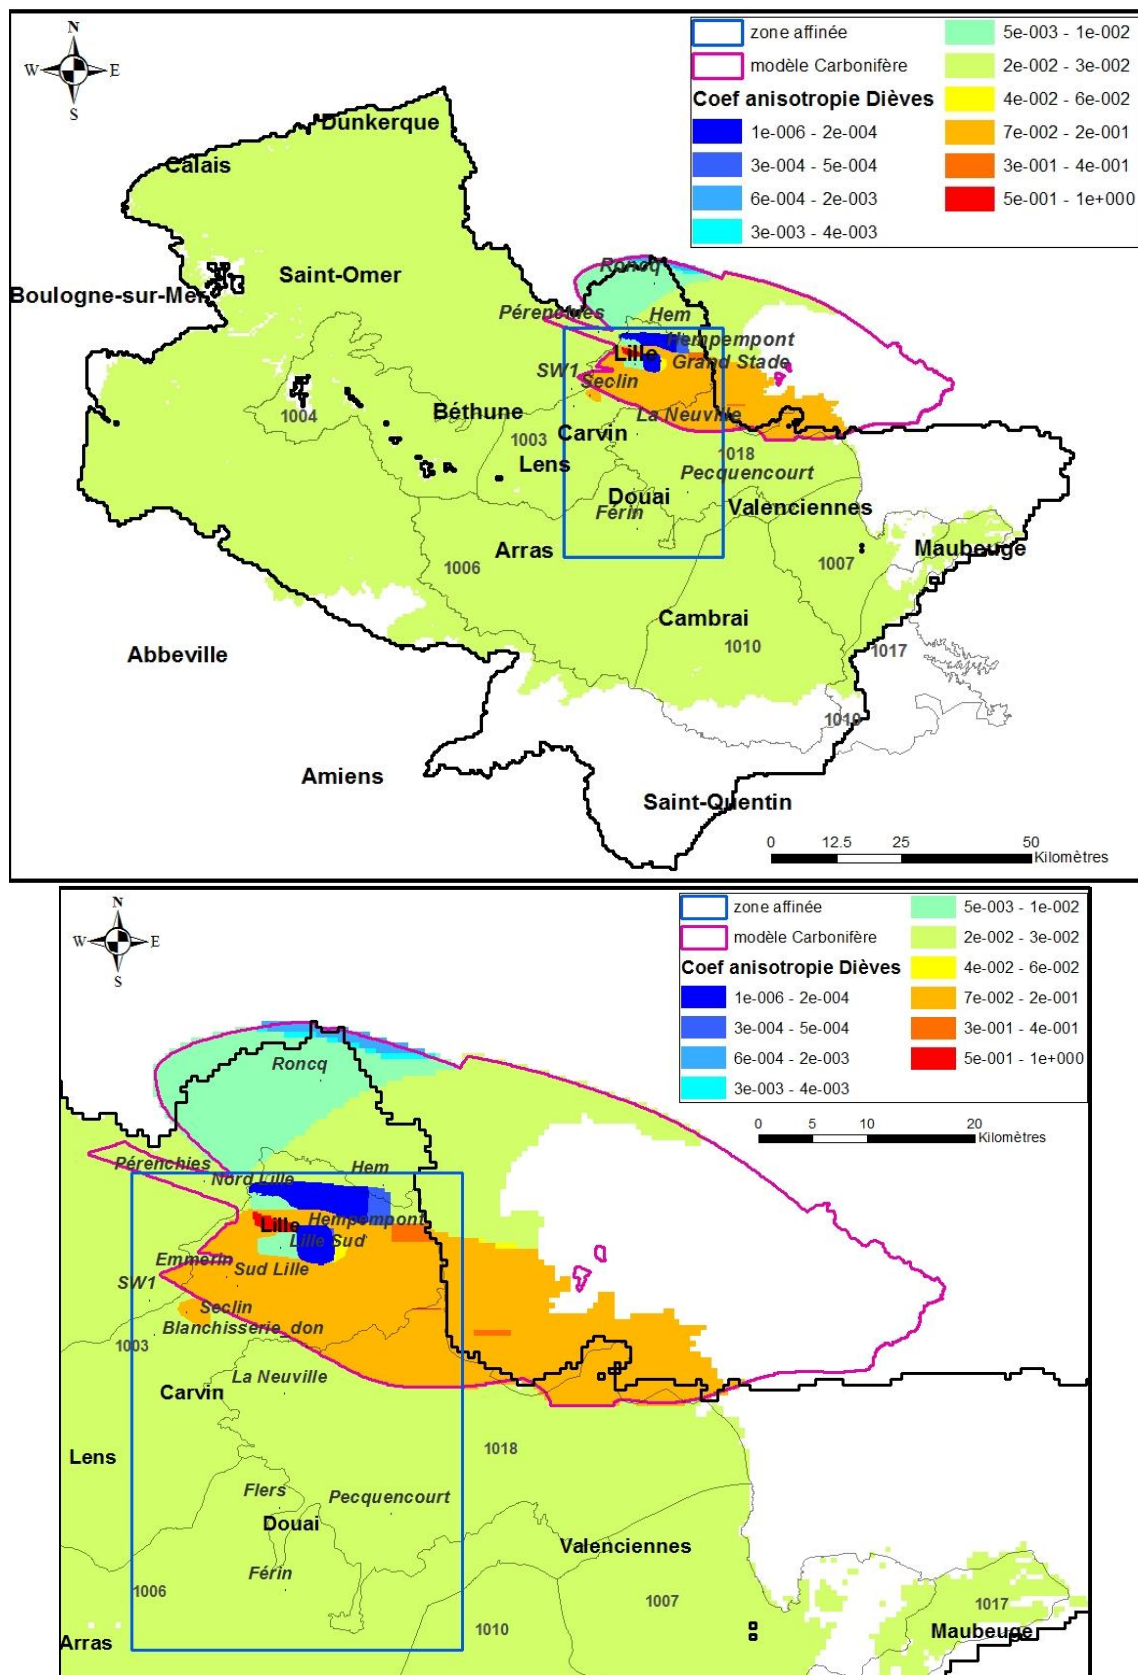 N
W E
S
zone affinée
modèle Carbonifère
Coef anisotropie Dièves
1e-006 - 2e-004
3e-004 - 5e-004
6e-004 - 2e-003
3e-003 - 4e-003
5e-003 - 1e-002
2e-002 - 3e-002
4e-002 - 6e-002
7e-002 - 2e-001
3e-001 - 4e-001
5e-001 - 1e+000
Dunkerque
Calais
Saint-Omer
Roncq
Boulogne-sur-Mer
Pérenchies
Hem
Hempempont
Lille
Grand Stade
SW1
Seclin
Béthune
La Neuville
1004
1003
Carvin
1018
Lens
Pecquencourt
Douai
Valenciennes
Férin
Arras
Maubeuge
1006
1007
Cambrai
Abbeville
1010
1017
1019
Amiens
Saint-Quentin
0 12.5 25 50
Kilomètres
N
W E
S
zone affinée
modèle Carbonifère
Coef anisotropie Dièves
1e-006 - 2e-004
3e-004 - 5e-004
6e-004 - 2e-003
3e-003 - 4e-003
5e-003 - 1e-002
2e-002 - 3e-002
4e-002 - 6e-002
7e-002 - 2e-001
3e-001 - 4e-001
5e-001 - 1e+000
0 5 10 20
Kilomètres
Roncq
Pérenchies
Hem
Nord Lille
Hempempont
Lille
Lille Sud
Emmerin
Sud Lille
SW1
Seclin
Blanchisserie_don
1003
La Neuville
Carvin
1018
Lens
Flers
Pecquencourt
Douai
Valenciennes
Férin
1006
1007
1017
1010
Maubeuge
Arras